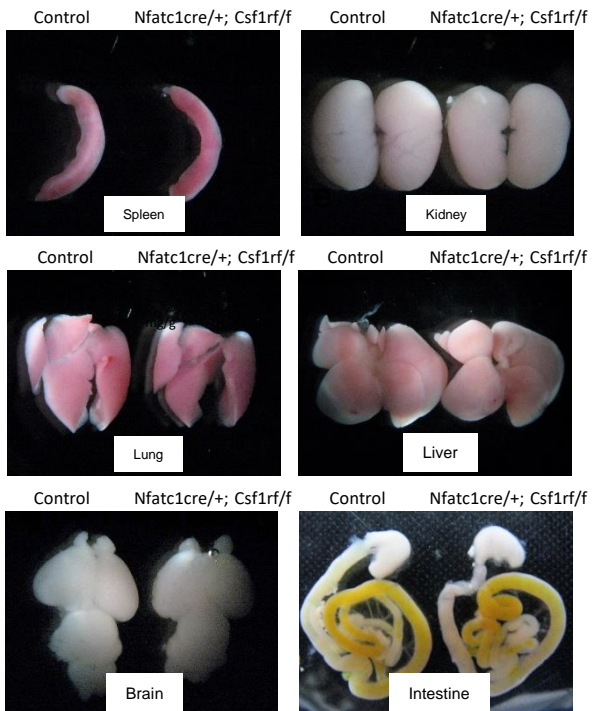 Control Nfatc1cre/+; Csf1rf/f Control Nfatc1cre/+; Csf1rf/f
Spleen Kidney
Control Nfatc1cre/+; Csf1rf/f Control Nfatc1cre/+; Csf1rf/f
Lung Liver
Control Nfatc1cre/+; Csf1rf/f Control Nfatc1cre/+; Csf1rf/f
Brain Intestine